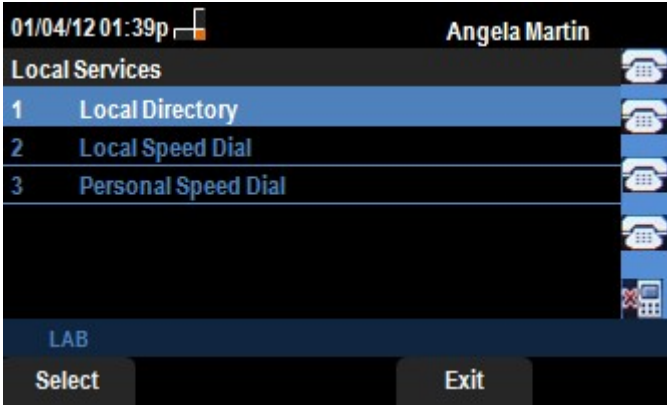 01/04/12 01:39p Angela Martin
Local Services
1 Local Directory
2 Local Speed Dial
3 Personal Speed Dial
LAB
Select Exit